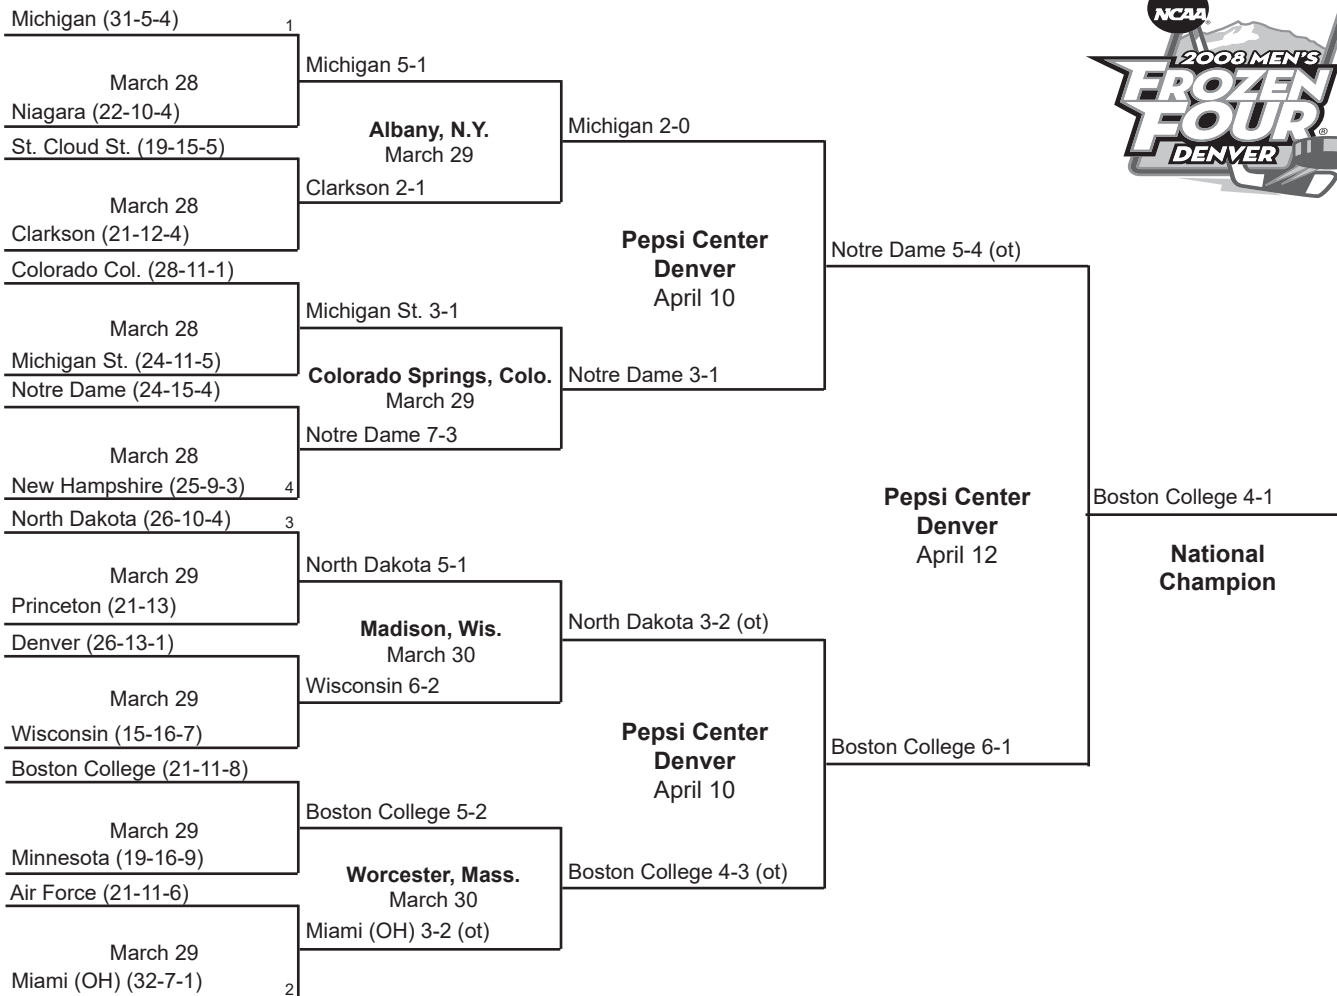 Michigan (31-5-4)
1
March 28
Niagara (22-10-4)
St. Cloud St. (19-15-5)
March 28
Clarkson (21-12-4)
Colorado Col. (28-11-1)
March 28
Michigan St. (24-11-5)
Notre Dame (24-15-4)
March 28
New Hampshire (25-9-3)
4
North Dakota (26-10-4)
3
March 29
Princeton (21-13)
Denver (26-13-1)
March 29
Wisconsin (15-16-7)
Boston College (21-11-8)
March 29
Minnesota (19-16-9)
Air Force (21-11-6)
March 29
Miami (OH) (32-7-1)
2
Michigan 5-1
Albany, N.Y.
March 29
Clarkson 2-1
Michigan St. 3-1
Colorado Springs, Colo.
March 29
Notre Dame 7-3
North Dakota 5-1
Madison, Wis.
March 30
Wisconsin 6-2
Boston College 5-2
Worcester, Mass.
March 30
Miami (OH) 3-2 (ot)
Michigan 2-0
Pepsi Center
Denver
April 10
Notre Dame 3-1
North Dakota 3-2 (ot)
Pepsi Center
Denver
April 10
Boston College 4-3 (ot)
Notre Dame 5-4 (ot)
Pepsi Center
Denver
April 12
Boston College 6-1
Boston College 4-1
National
Champion
NCAA
2008 MEN'S
FROZEN
FOUR®
DENVER